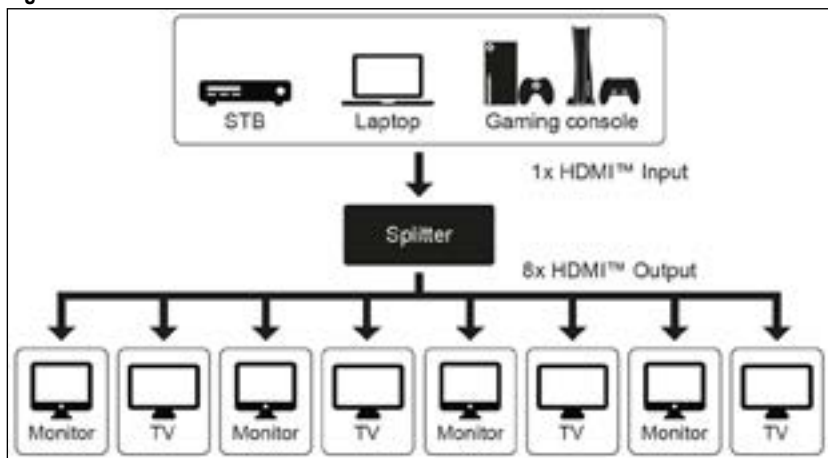 STB Laptop Gaming console
1x HDMI™ Input
Splitter
8x HDMI™ Output
Monitor TV Monitor TV Monitor TV Monitor TV